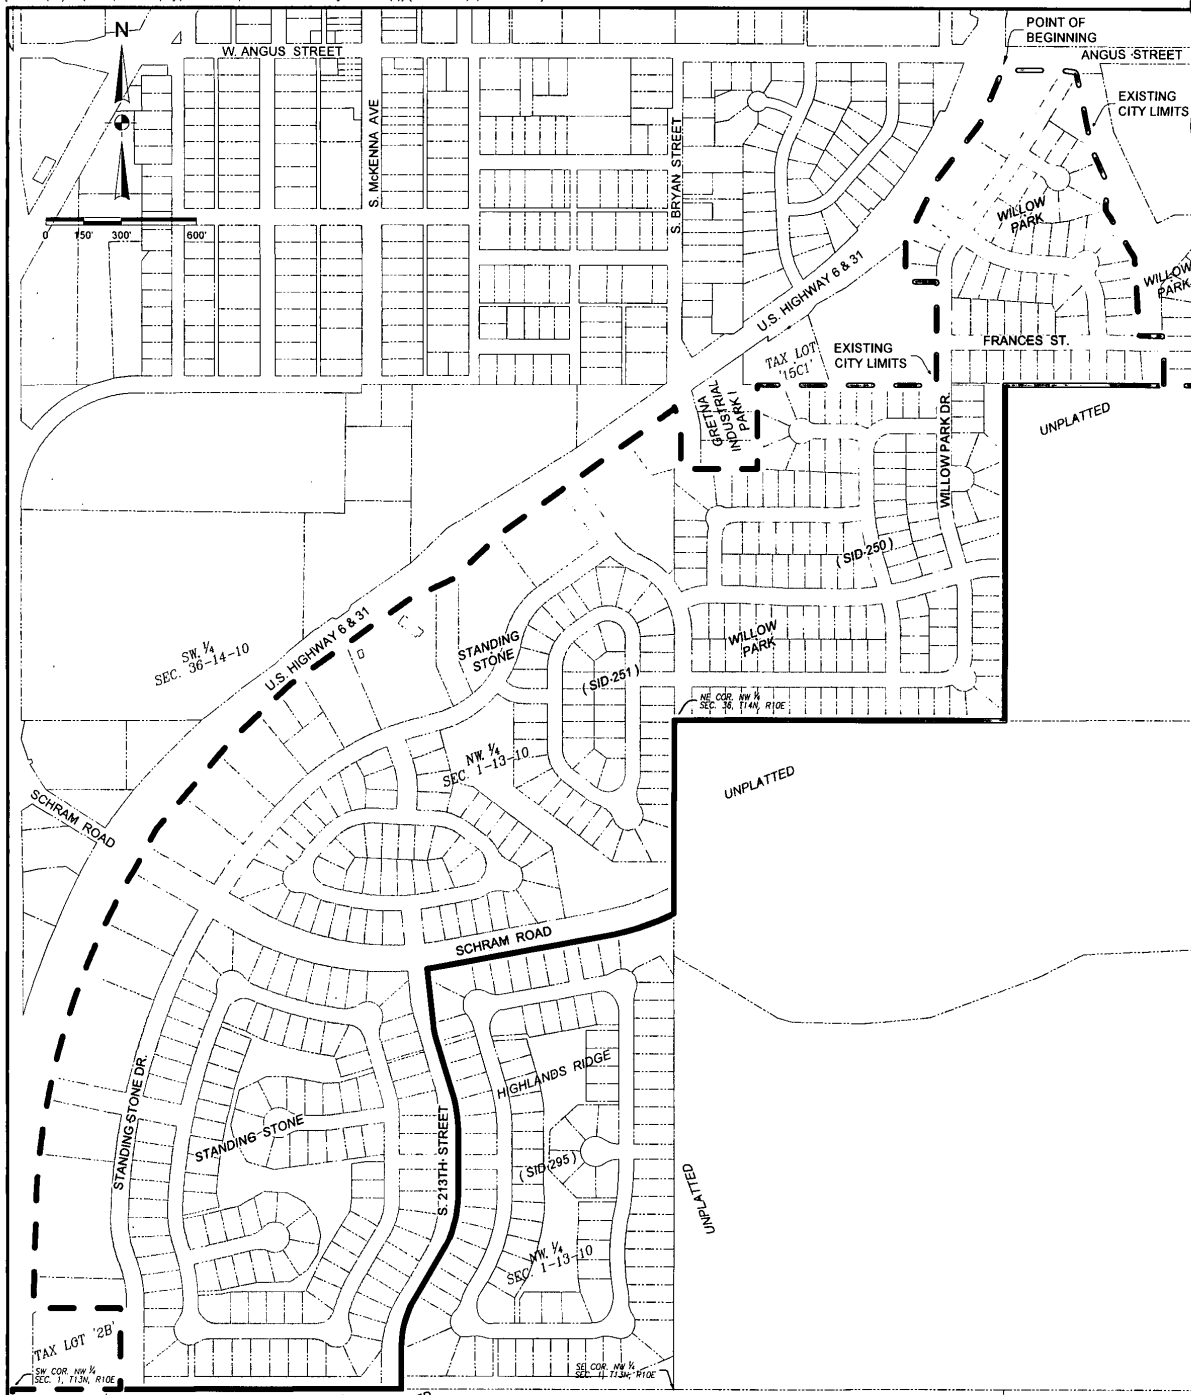 POINT OF
BEGINNING
N
W. ANGUS STREET
ANGUS STREET
EXISTING
CITY LIMITS
S. McKENNA AVE
S. BRYAN STREET
WILLOW
PARK
0 150' 300' 600'
U.S. HIGHWAY 6 & 31
WILLOW
PARK
FRANCES ST.
TAX LOT
'15C1'
EXISTING
CITY LIMITS
GRETNA
INDUSTRIAL
PARK I
WILLOW PARK DR.
UNPLATTED
( SID-250 )
U.S. HIGHWAY 6 & 31
SW. ¼
SEC. 36-14-10
STANDING
STONE
WILLOW
PARK
( SID-251 )
NE COR. NW ¼
SEC. 36, T14N, R10E
NW. ¼
SEC. 1-13-10
UNPLATTED
SCHRAM ROAD
SCHRAM ROAD
STANDING STONE DR.
HIGHLANDS RIDGE
STANDING STONE
S. 213TH STREET
( SID-295 )
UNPLATTED
NW. ¼
SEC. 1-13-10
TAX LOT '2B'
SW COR. NW ¼
SEC. 1, T13N, R10E
SE COR. NW ¼
SEC. 1, T13N, R10E